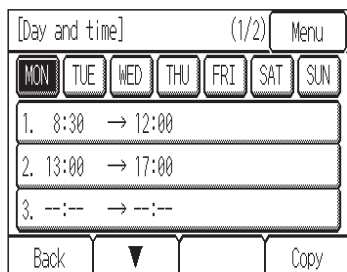 [Day and time] (1/2) Menu
MON TUE WED THU FRI SAT SUN
1. 8:30 → 12:00
2. 13:00 → 17:00
3. --:-- → --:--
Back ▼ Copy